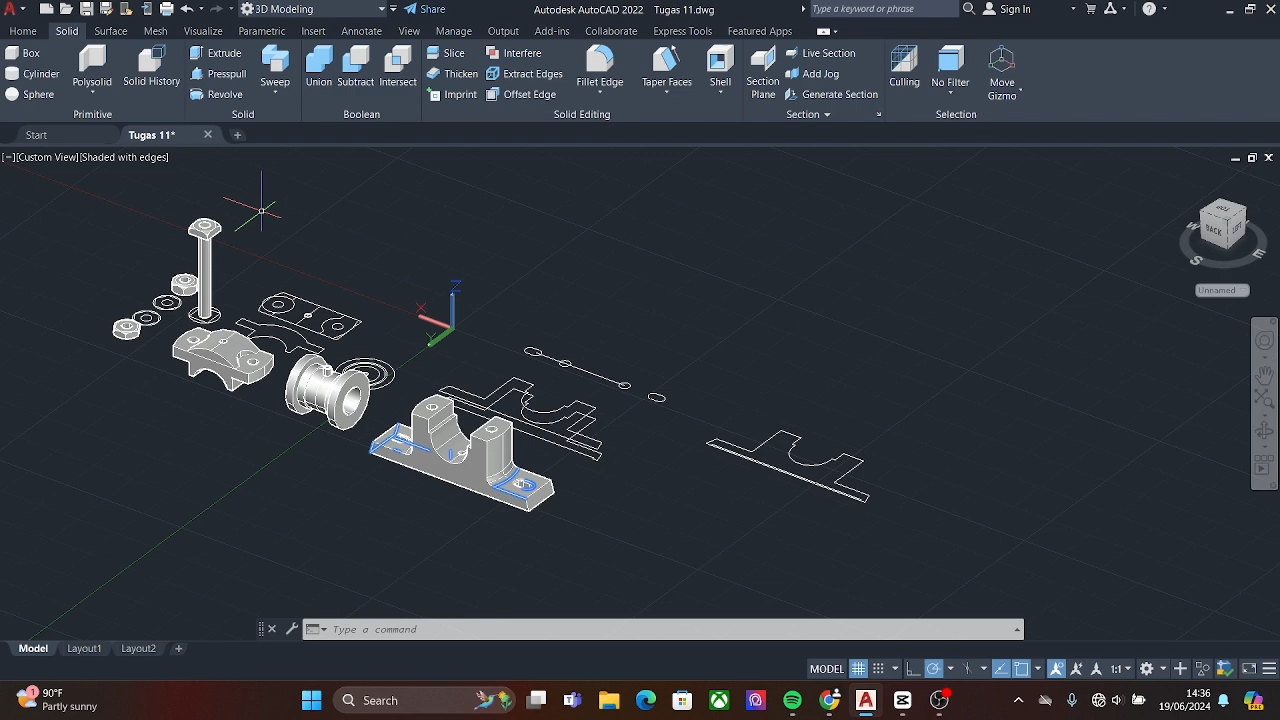 3D Modeling
Share
Autodesk AutoCAD 2022 Tugas 11.dwg
Type a keyword or phrase
Sign In
Home Solid Surface Mesh Visualize Parametric Insert Annotate View Manage Output Add-ins Collaborate Express Tools Featured Apps
Box
Cylinder
Sphere
Polysolid
Solid History
Primitive
Extrude
Presspull
Revolve
Sweep
Solid
Union
Subtract
Intersect
Boolean
Slice
Thicken
Imprint
Interfere
Extract Edges
Offset Edge
Fillet Edge
Taper Faces
Shell
Solid Editing
Section
Plane
Live Section
Add Jog
Generate Section
Section
Culling
No Filter
Move
Gizmo
Selection
Start
Tugas 11*
[−][Custom View][Shaded with edges]
TOP
BACK
LEFT
W
S
E
Unnamed
Z
X
Y
Type a command
Model
Layout1
Layout2
MODEL
1:1
1
90°F
Partly sunny
Search
14:36
19/06/2024